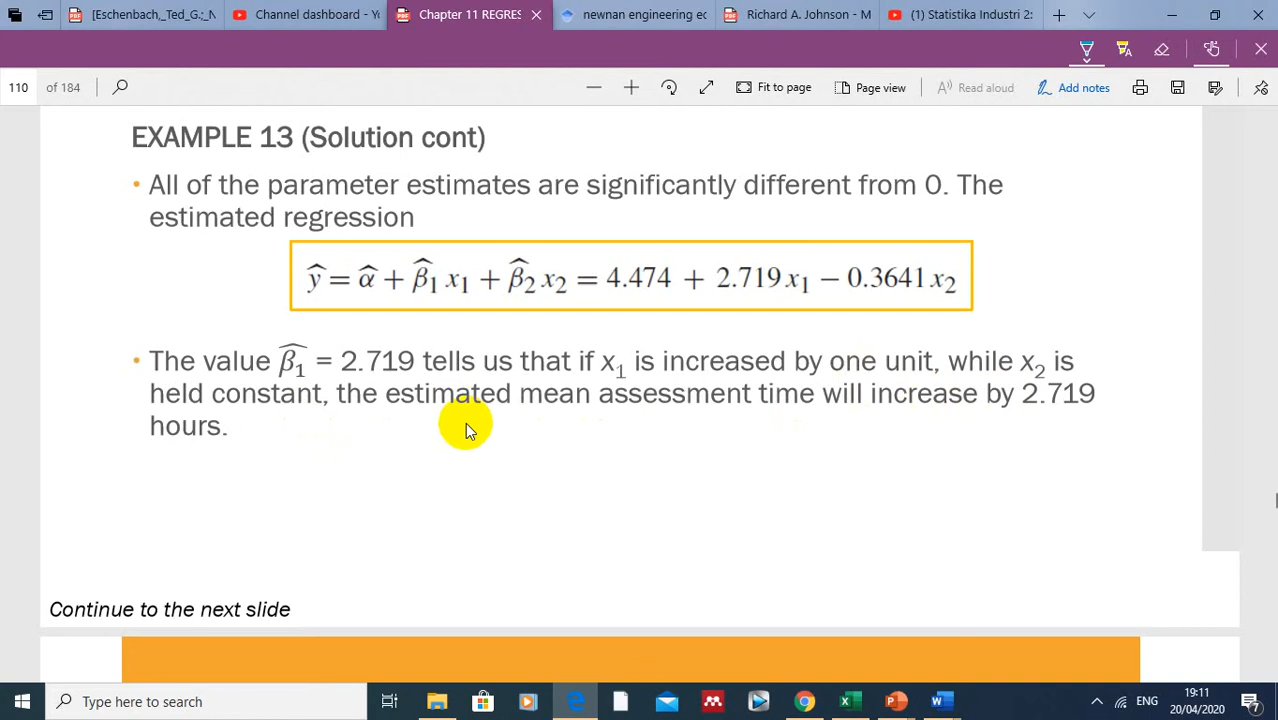 [Eschenbach,_Ted_G.;_N
Channel dashboard - Ya
Chapter 11 REGRES
newnan engineering ec
Richard A. Johnson - M
(1) Statistika Industri 2:
110 of 184
Fit to page
Page view
Read aloud
Add notes
EXAMPLE 13 (Solution cont)
• All of the parameter estimates are significantly different from 0. The
estimated regression
ŷ = α̂ + β̂₁ x₁ + β̂₂ x₂ = 4.474 + 2.719 x₁ − 0.3641 x₂
• The value β̂₁ = 2.719 tells us that if x₁ is increased by one unit, while x₂ is
held constant, the estimated mean assessment time will increase by 2.719
hours.
Continue to the next slide
Type here to search
ENG
19:11
20/04/2020
7